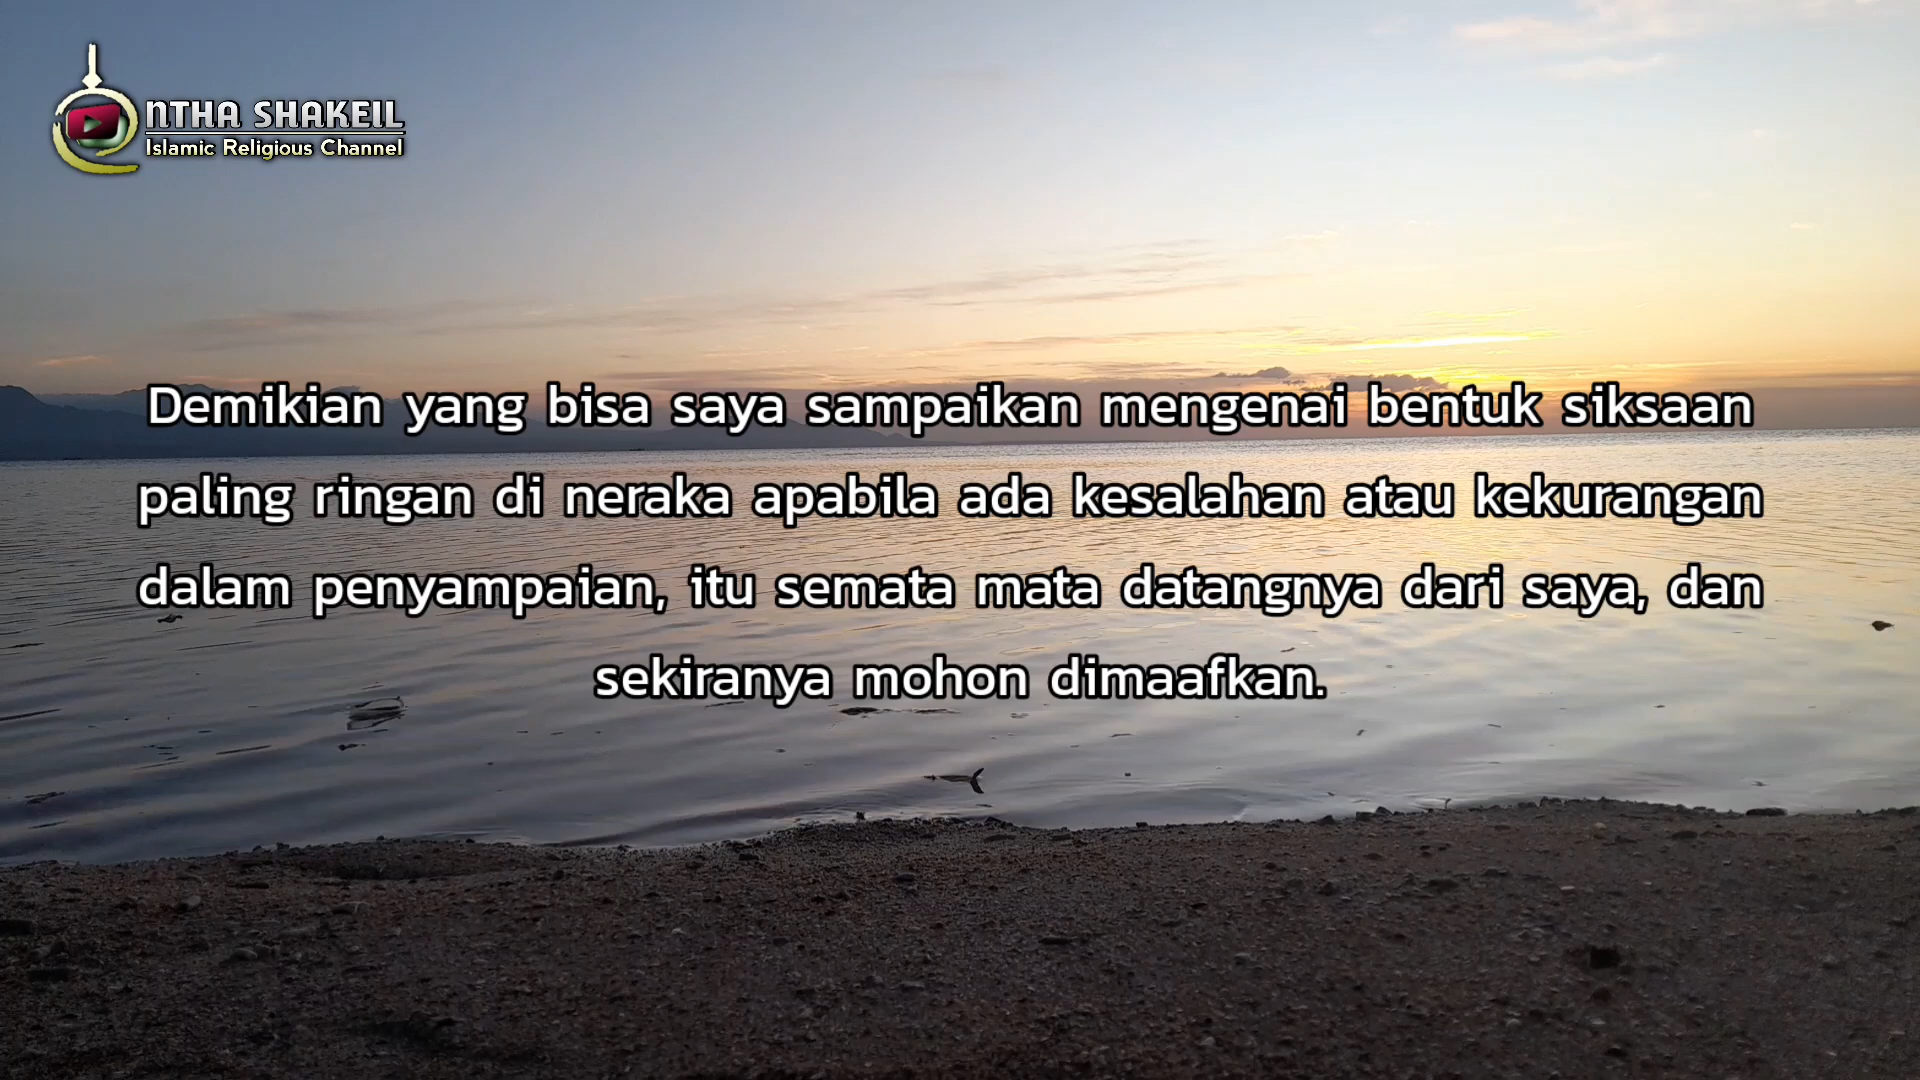 NTHA SHAKEIL
Islamic Religious Channel
Demikian yang bisa saya sampaikan mengenai bentuk siksaan
paling ringan di neraka apabila ada kesalahan atau kekurangan
dalam penyampaian, itu semata mata datangnya dari saya, dan
sekiranya mohon dimaafkan.